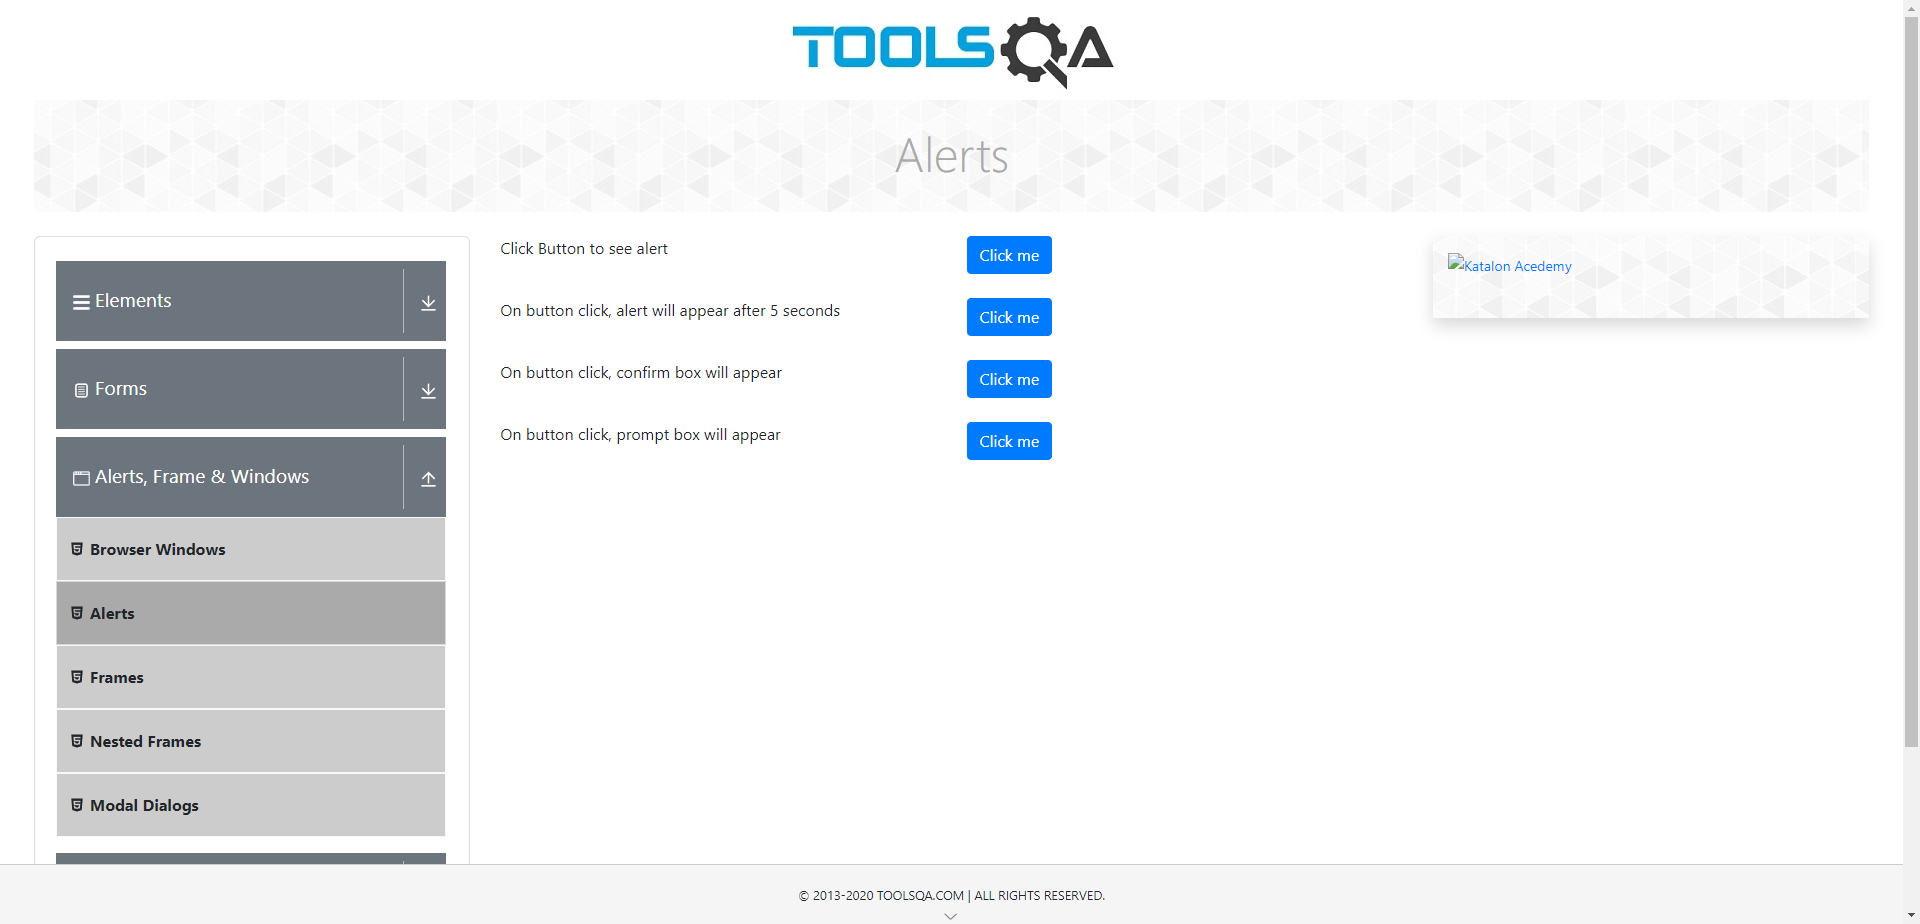 TOOLSQA
Alerts
Elements
Forms
Alerts, Frame & Windows
Browser Windows
Alerts
Frames
Nested Frames
Modal Dialogs
Click Button to see alert
Click me
On button click, alert will appear after 5 seconds
Click me
On button click, confirm box will appear
Click me
On button click, prompt box will appear
Click me
Katalon Acedemy
© 2013-2020 TOOLSQA.COM | ALL RIGHTS RESERVED.